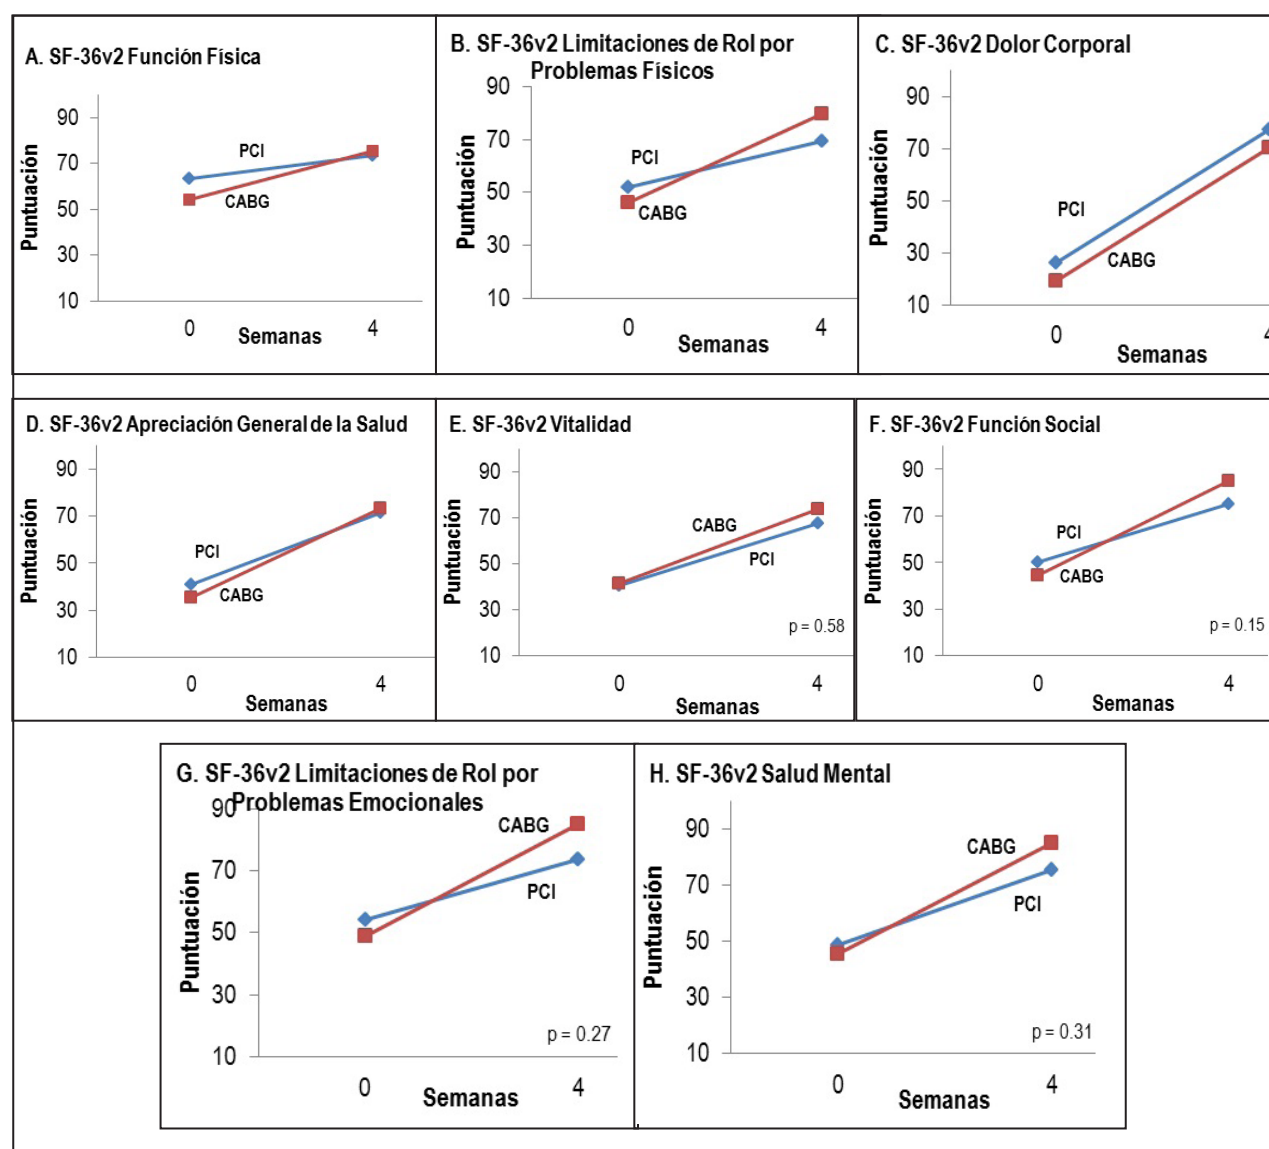 A. SF-36v2 Función Física
90
70
50
30
10
Puntuación
PCI
CABG
0
4
Semanas
B. SF-36v2 Limitaciones de Rol por
Problemas Físicos
90
70
50
30
10
Puntuación
PCI
CABG
0
4
Semanas
C. SF-36v2 Dolor Corporal
90
70
50
30
10
Puntuación
PCI
CABG
0
4
Semanas
D. SF-36v2 Apreciación General de la Salud
90
70
50
30
10
Puntuación
PCI
CABG
0
4
Semanas
E. SF-36v2 Vitalidad
90
70
50
30
10
Puntuación
CABG
PCI
p = 0.58
0
4
Semanas
F. SF-36v2 Función Social
90
70
50
30
10
Puntuación
PCI
CABG
p = 0.15
0
4
Semanas
G. SF-36v2 Limitaciones de Rol por
Problemas Emocionales
90
70
50
30
10
Puntuación
CABG
PCI
p = 0.27
0
4
Semanas
H. SF-36v2 Salud Mental
90
70
50
30
10
Puntuación
CABG
PCI
p = 0.31
0
4
Semanas